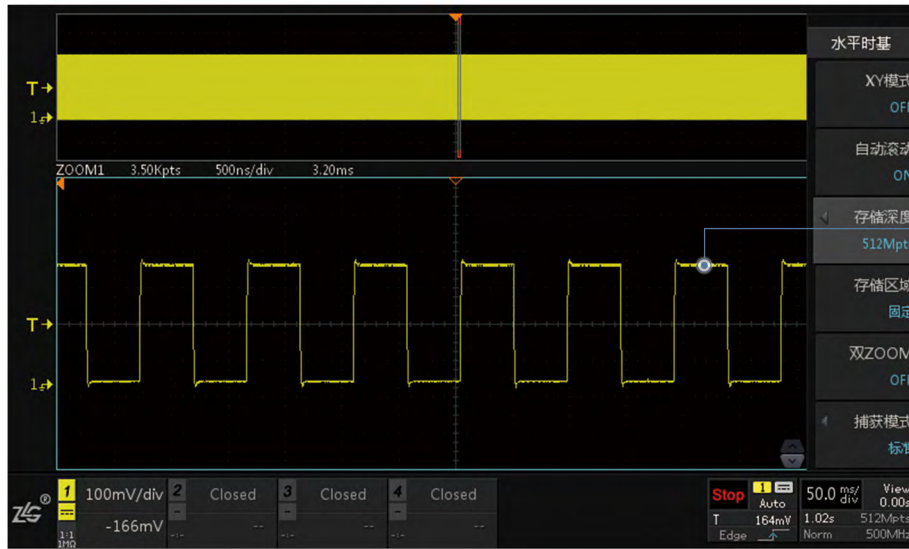 水平时基
T
XY模式
OFF
1
自动滚动
ON
ZOOM1 3.50Kpts 500ns/div 3.20ms
存储深度
512Mpts
存储区域
固定
T
双ZOOM
OFF
1
捕获模式
标准
ZLG®
1 100mV/div 2 Closed 3 Closed 4 Closed
-166mV -- -- --
1:1 -:- -:- -:-
1MΩ
Stop 1 Auto 50.0 ms/div View 0.00s
T 164mV 1.02s 512Mpts
Edge Norm 500MHz